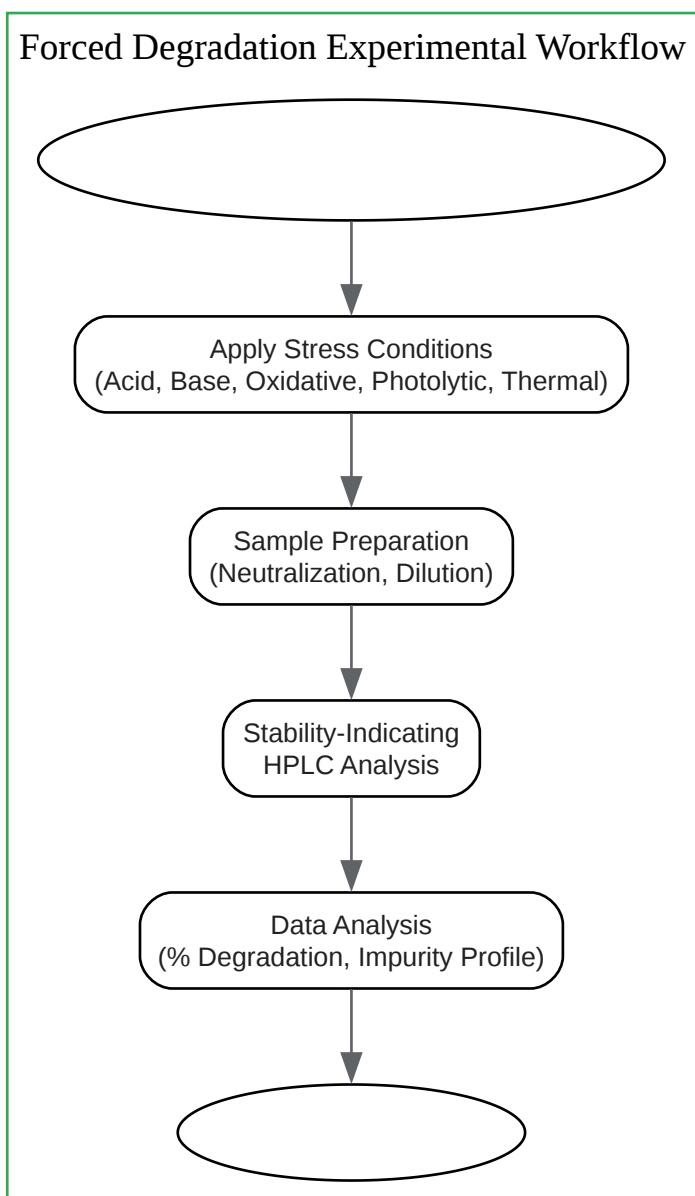 Forced Degradation Experimental Workflow
Apply Stress Conditions
(Acid, Base, Oxidative, Photolytic, Thermal)
Sample Preparation
(Neutralization, Dilution)
Stability-Indicating
HPLC Analysis
Data Analysis
(% Degradation, Impurity Profile)